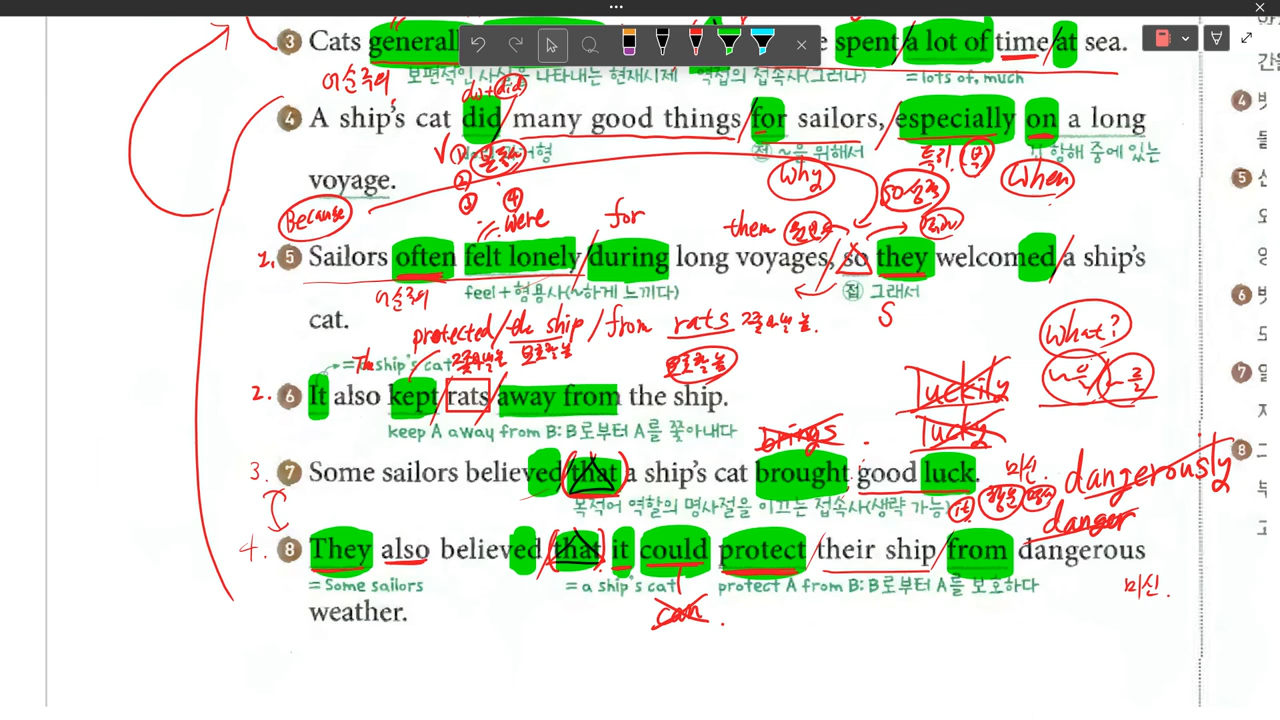 3 Cats generall spent a lot of time at sea.
어순주의 보편적인 사실을 나타내는 현재시제 역접의 접속사(그러나) = lots of, much
do + did
4 A ship's cat did many good things for sailors, especially on a long
① ② ③ ④ ~을 위해서 항해 중에 있는
why When
voyage.
Because were for them
1. 5 Sailors often felt lonely during long voyages, so they welcomed a ship's
어순주의 feel+형용사(~하게 느끼다) 접 그래서
cat. S
protected / the ship / from rats What?
= The ship's cat
2. 6 It also kept rats away from the ship. luckily
keep A away from B: B로부터 A를 쫓아내다 brings lucky
3. 7 Some sailors believed that a ship's cat brought good luck. 미신. dangerously
목적어 역할의 명사절을 이끄는 접속사(생략 가능) it danger
4. 8 They also believed that it could protect their ship from dangerous
= Some sailors = a ship's cat protect A from B: B로부터 A를 보호하다 미신.
weather. can